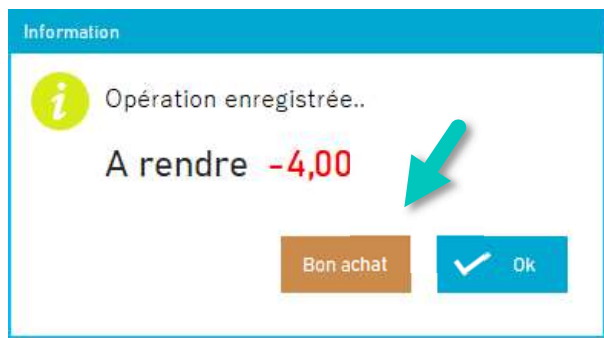 Information
Opération enregistrée..
A rendre -4,00
Bon achat
Ok